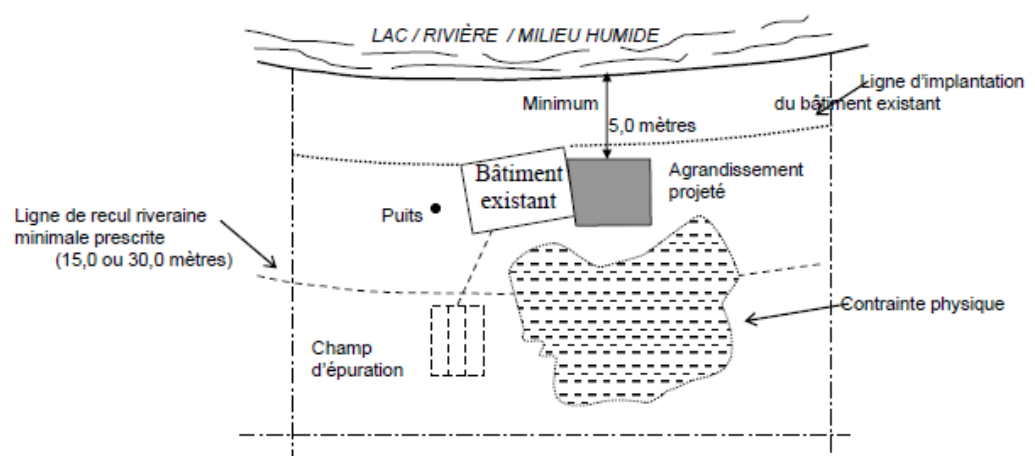 LAC / RIVIÈRE / MILIEU HUMIDE
Ligne d'implantation
du bâtiment existant
Minimum
5,0 mètres
Bâtiment
existant
Agrandissement
projeté
Puits
Ligne de recul riveraine
minimale prescrite
(15,0 ou 30,0 mètres)
Contrainte physique
Champ
d'épuration